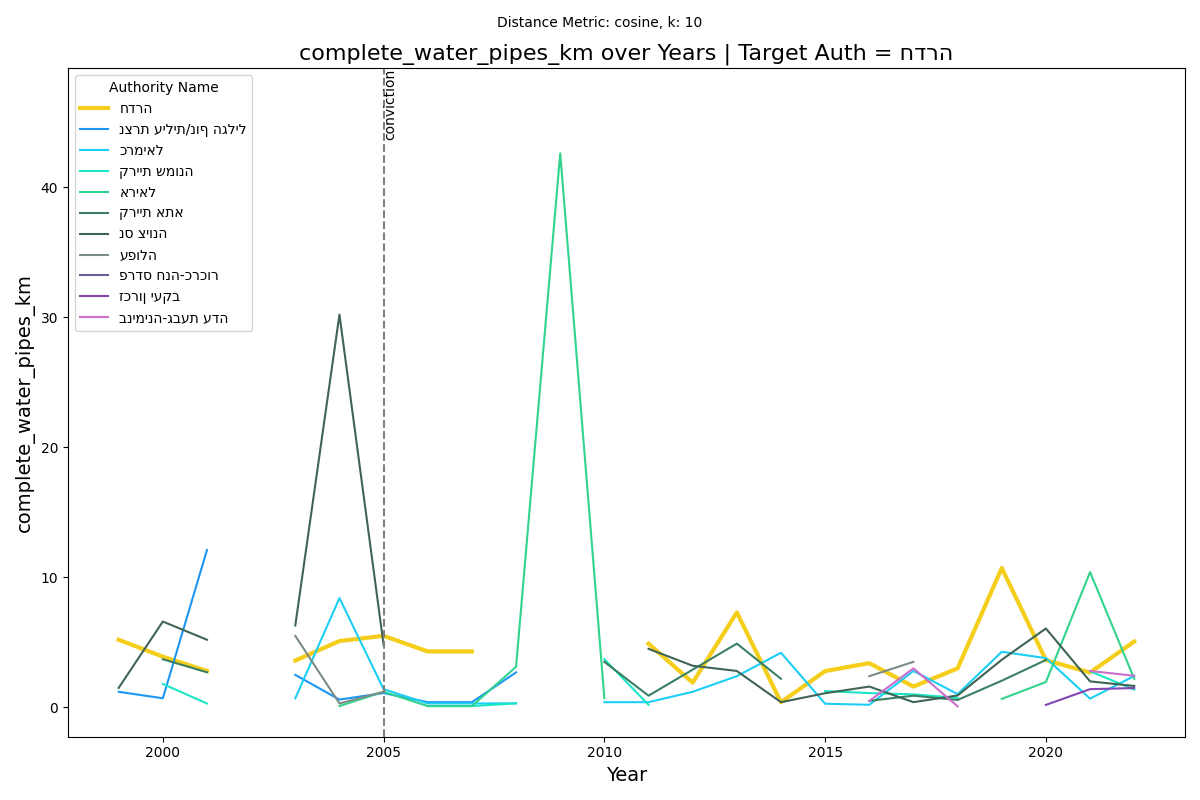 Distance Metric: cosine, k: 10
complete_water_pipes_km over Years | Target Auth = חדרה
Authority Name
חדרה
נצרת עילית/נוף הגליל
כרמיאל
קריית שמונה
אריאל
קריית אתא
נס ציונה
עפולה
פרדס חנה-כרכור
זכרון יעקב
בנימינה-גבעת עדה
conviction
complete_water_pipes_km
40
30
20
10
0
2000 2005 2010 2015 2020
Year